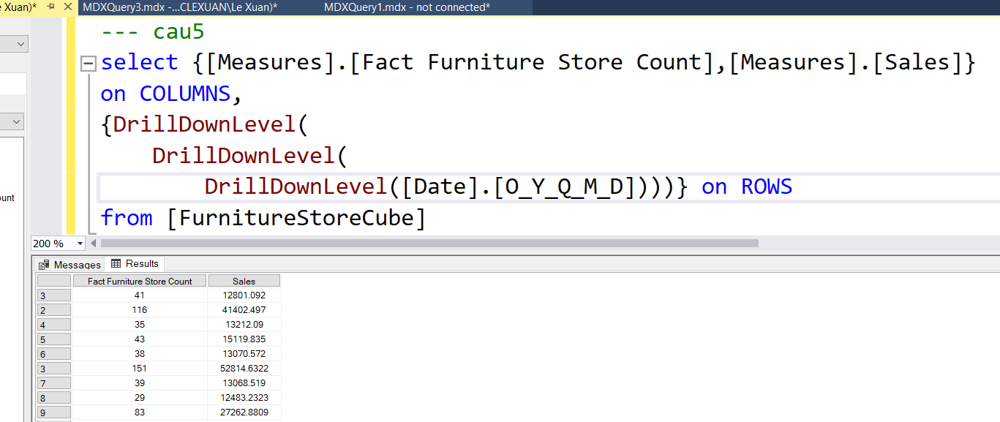 e Xuan)*  MDXQuery3.mdx -...CLEXUAN\Le Xuan)*  MDXQuery1.mdx - not connected*
--- cau5
select {[Measures].[Fact Furniture Store Count],[Measures].[Sales]}
on COLUMNS,
{DrillDownLevel(
DrillDownLevel(
DrillDownLevel([Date].[O_Y_Q_M_D])))} on ROWS
ount
from [FurnitureStoreCube]
200 %
Messages  Results
Fact Furniture Store Count  Sales
3  41  12801.092
2  116  41402.497
4  35  13212.09
5  43  15119.835
6  38  13070.572
3  151  52814.6322
7  39  13068.519
8  29  12483.2323
9  83  27262.8809